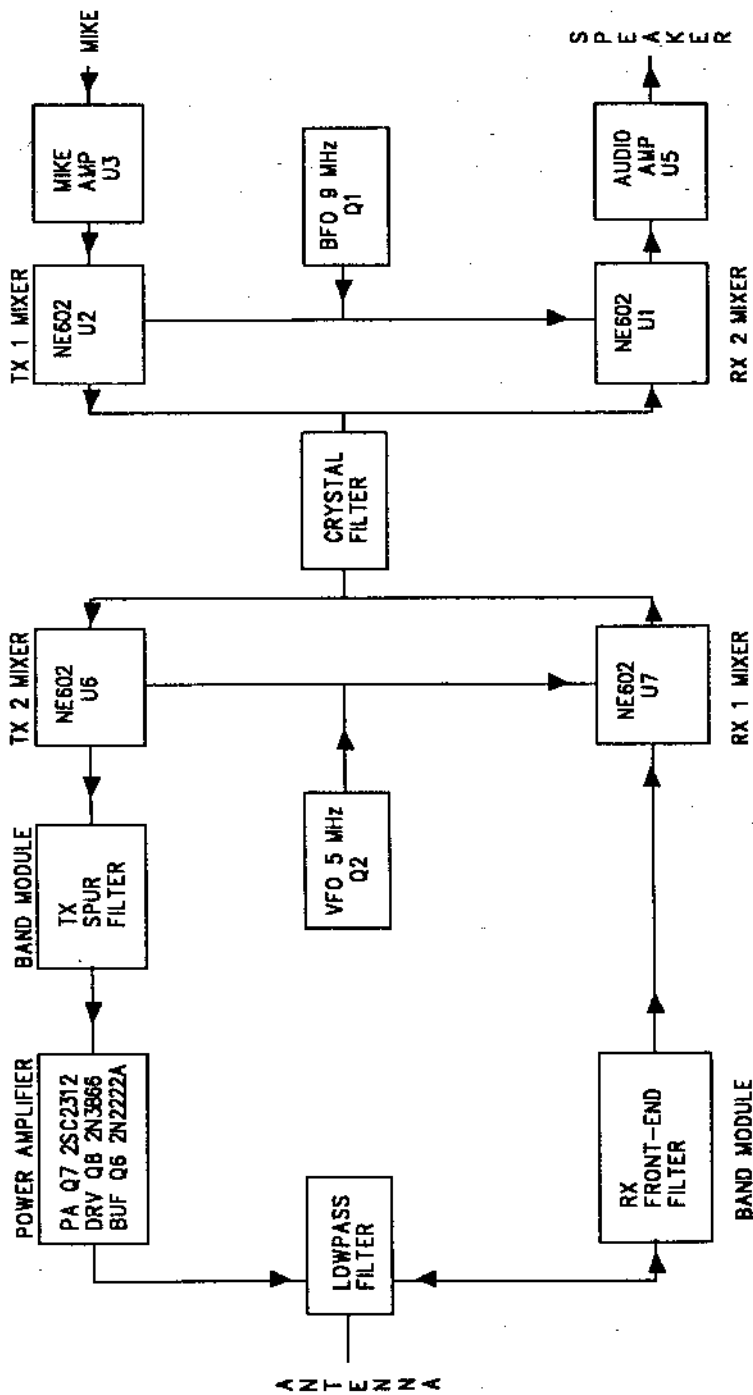 POWER AMPLIFIER
PA Q7 2SC2312
DRV Q8 2N3866
BUF Q6 2N2222A
BAND MODULE
TX
SPUR
FILTER
TX 2 MIXER
NE602
U6
TX 1 MIXER
NE602
U2
MIKE
AMP
U3
MIKE
ANTENNA
LOWPASS
FILTER
VFO 5 MHz
Q2
CRYSTAL
FILTER
BFO 9 MHz
Q1
RX
FRONT-END
FILTER
BAND MODULE
NE602
U7
RX 1 MIXER
NE602
U1
RX 2 MIXER
AUDIO
AMP
U5
SPEAKER